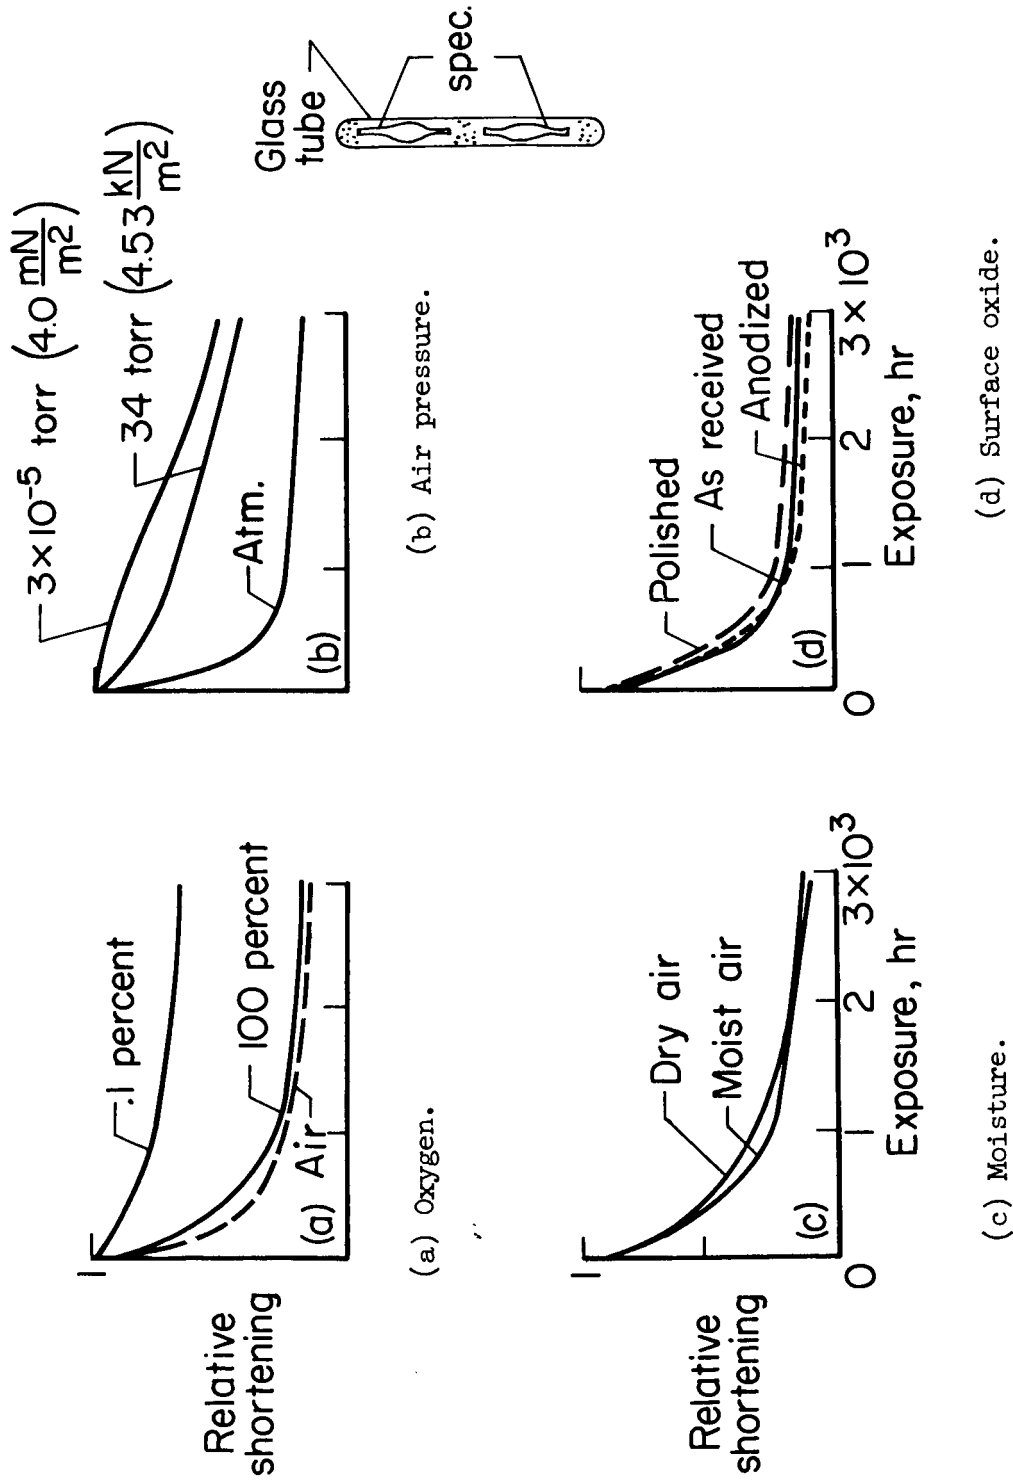 Relative
shortening
1
.1 percent
100 percent
Air
(a)
(a) Oxygen.
3×10⁻⁵ torr (4.0 mN/m²)
34 torr (4.53 kN/m²)
Atm.
(b)
(b) Air pressure.
Glass
tube
spec.
Relative
shortening
1
Dry air
Moist air
(c)
0 1 2 3×10³
Exposure, hr
(c) Moisture.
Polished
As received
Anodized
(d)
0 1 2 3×10³
Exposure, hr
(d) Surface oxide.